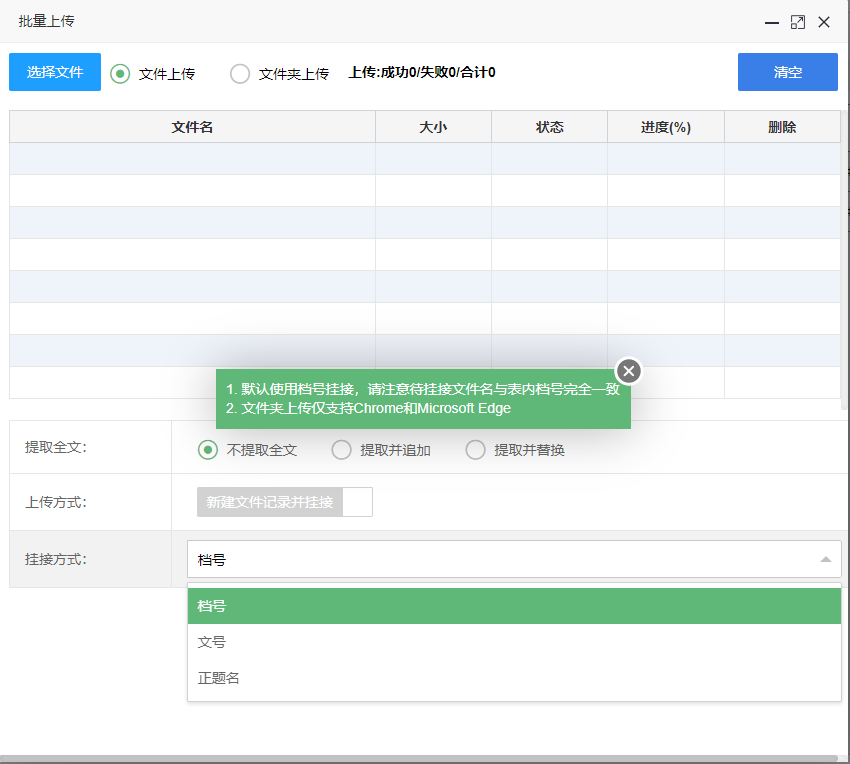 批量上传
选择文件 文件上传 文件夹上传 上传:成功0/失败0/合计0 清空
文件名 大小 状态 进度(%) 删除
1. 默认使用档号挂接，请注意待挂接文件名与表内档号完全一致
2. 文件夹上传仅支持Chrome和Microsoft Edge
提取全文: 不提取全文 提取并追加 提取并替换
上传方式: 新建文件记录并挂接
挂接方式: 档号
档号
文号
正题名